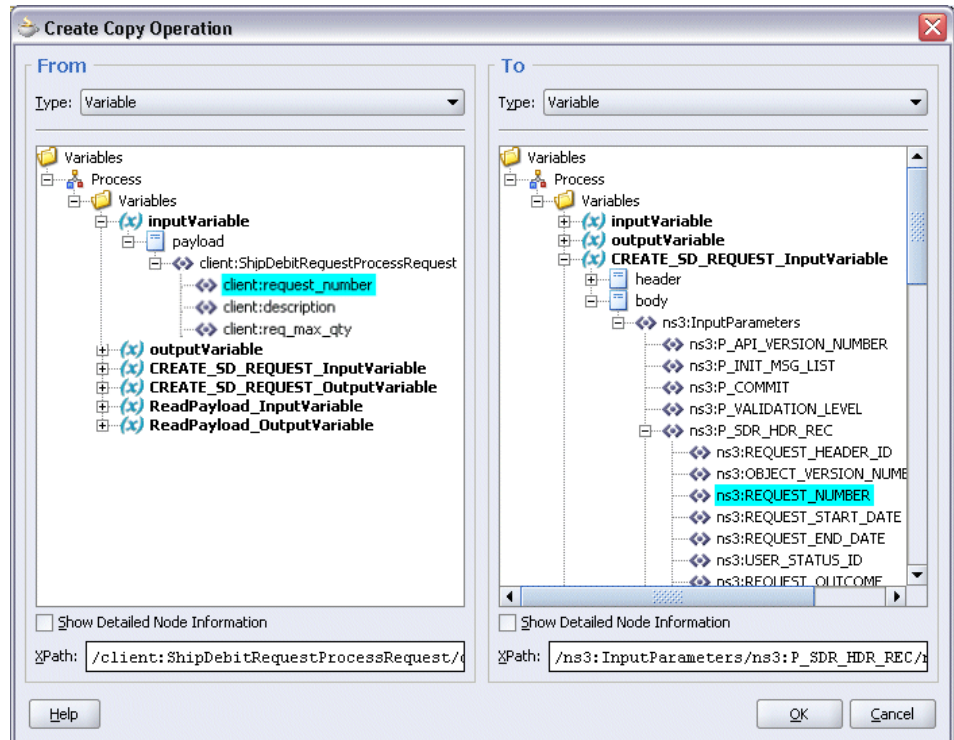 Create Copy Operation
From
Type: Variable
Variables
Process
Variables
inputVariable
payload
client:ShipDebitRequestProcessRequest
client:request_number
client:description
client:req_max_qty
outputVariable
CREATE_SD_REQUEST_InputVariable
CREATE_SD_REQUEST_OutputVariable
ReadPayload_InputVariable
ReadPayload_OutputVariable
Show Detailed Node Information
XPath: /client:ShipDebitRequestProcessRequest/
To
Type: Variable
Variables
Process
Variables
inputVariable
outputVariable
CREATE_SD_REQUEST_InputVariable
header
body
ns3:InputParameters
ns3:P_API_VERSION_NUMBER
ns3:P_INIT_MSG_LIST
ns3:P_COMMIT
ns3:P_VALIDATION_LEVEL
ns3:P_SDR_HDR_REC
ns3:REQUEST_HEADER_ID
ns3:OBJECT_VERSION_NUMB
ns3:REQUEST_NUMBER
ns3:REQUEST_START_DATE
ns3:REQUEST_END_DATE
ns3:USER_STATUS_ID
ns3:REQUEST_OUTCOME
Show Detailed Node Information
XPath: /ns3:InputParameters/ns3:P_SDR_HDR_REC/
Help
OK
Cancel